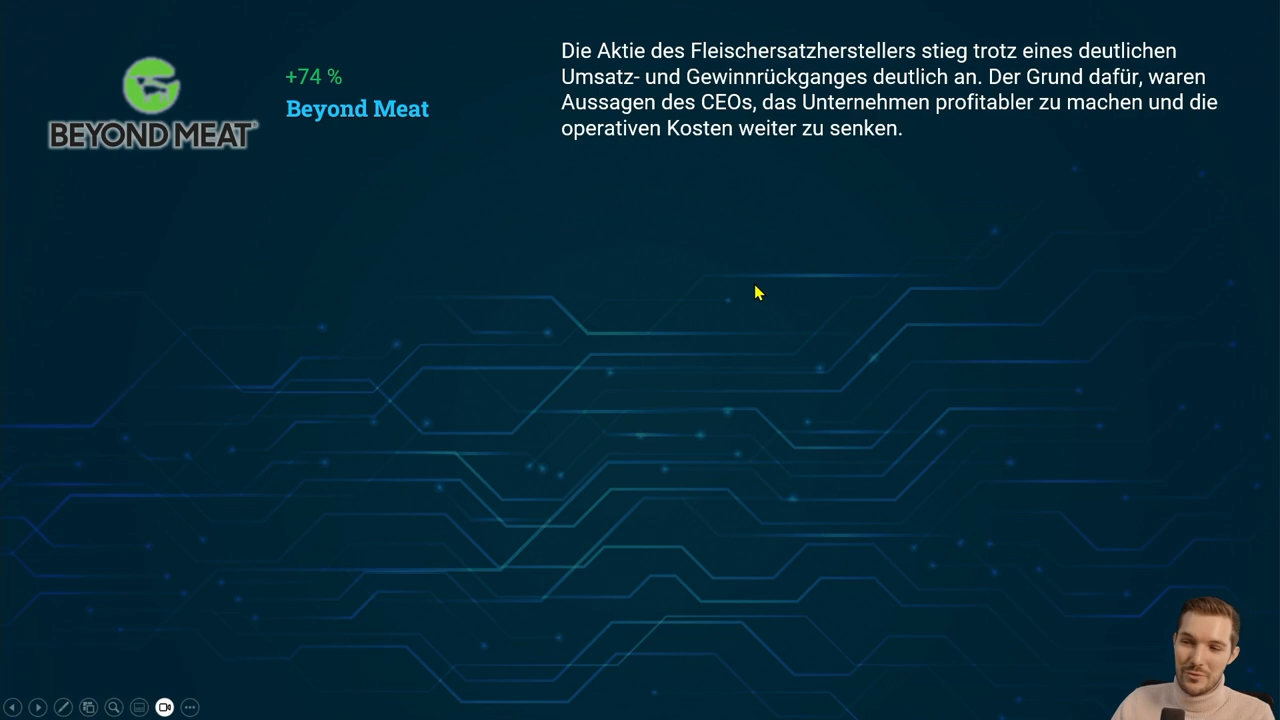 BEYOND MEAT
+74 %
Beyond Meat
Die Aktie des Fleischersatzherstellers stieg trotz eines deutlichen
Umsatz- und Gewinnrückganges deutlich an. Der Grund dafür, waren
Aussagen des CEOs, das Unternehmen profitabler zu machen und die
operativen Kosten weiter zu senken.